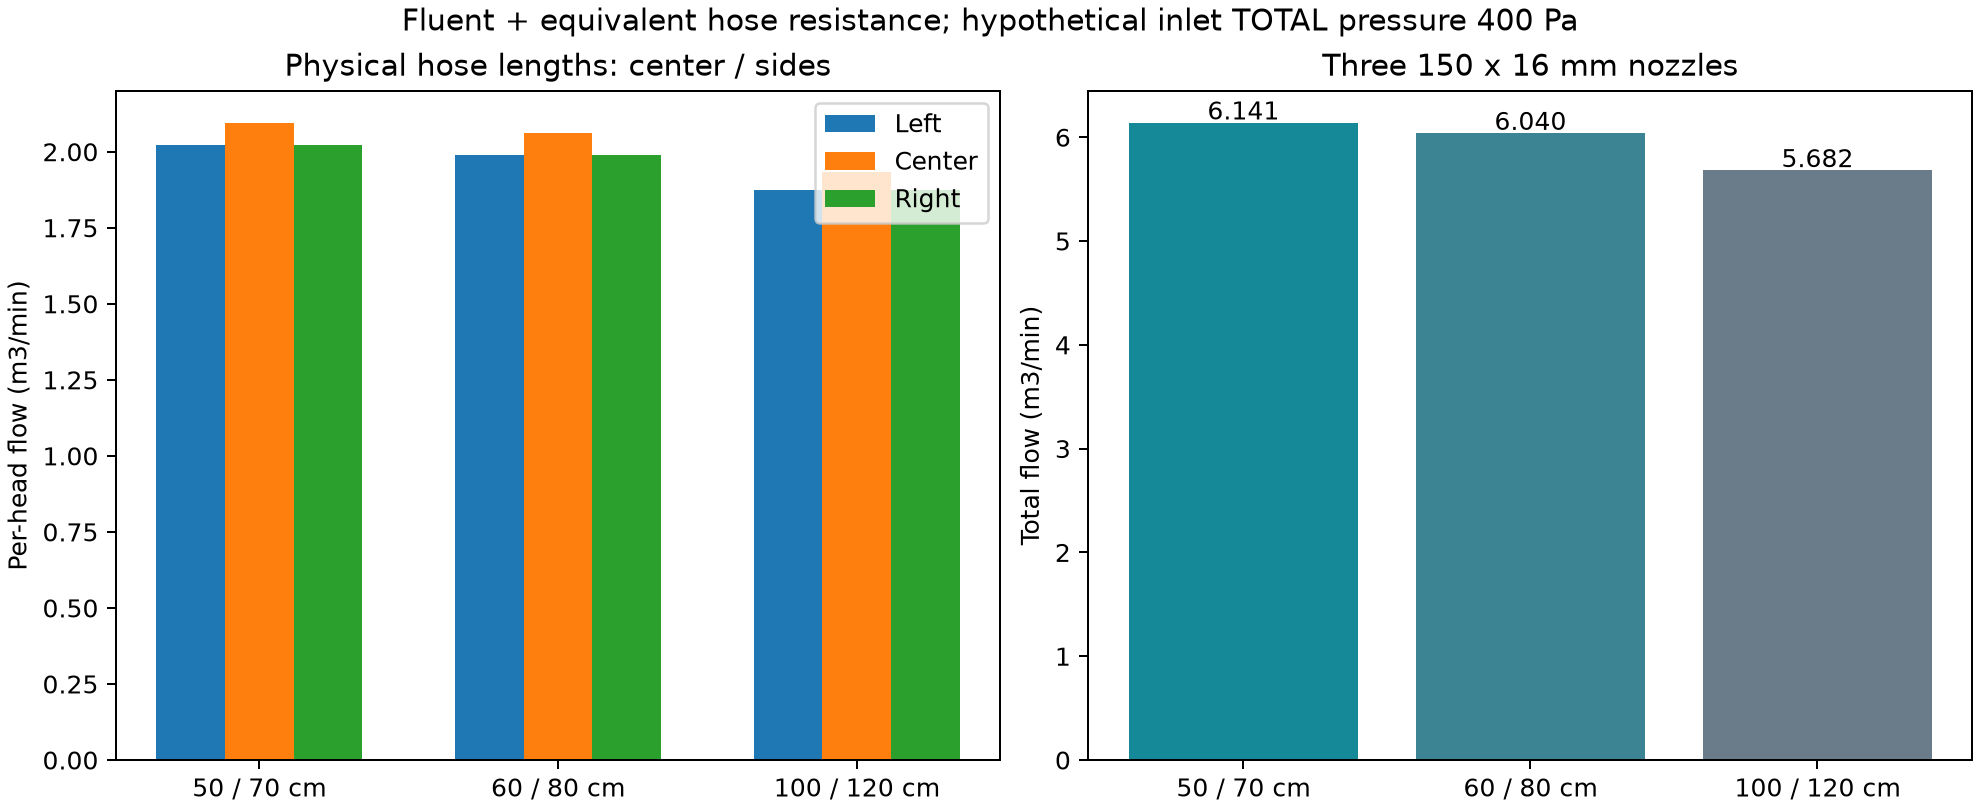 Fluent + equivalent hose resistance; hypothetical inlet TOTAL pressure 400 Pa
Physical hose lengths: center / sides
Left
Center
Right
Per-head flow (m3/min)
2.00
1.75
1.50
1.25
1.00
0.75
0.50
0.25
0.00
50 / 70 cm
60 / 80 cm
100 / 120 cm
Three 150 x 16 mm nozzles
6.141
6.040
5.682
Total flow (m3/min)
6
5
4
3
2
1
0
50 / 70 cm
60 / 80 cm
100 / 120 cm